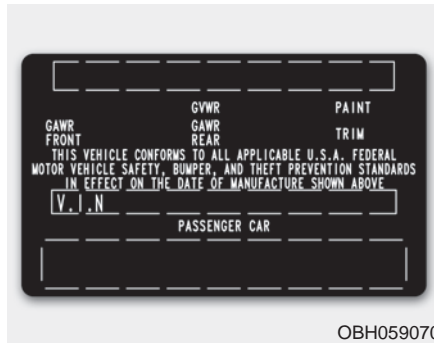 GVWR PAINT
GAWR GAWR
FRONT REAR TRIM
THIS VEHICLE CONFORMS TO ALL APPLICABLE U.S.A. FEDERAL
MOTOR VEHICLE SAFETY, BUMPER, AND THEFT PREVENTION STANDARDS
IN EFFECT ON THE DATE OF MANUFACTURE SHOWN ABOVE
V.I.N
PASSENGER CAR
OBH059070